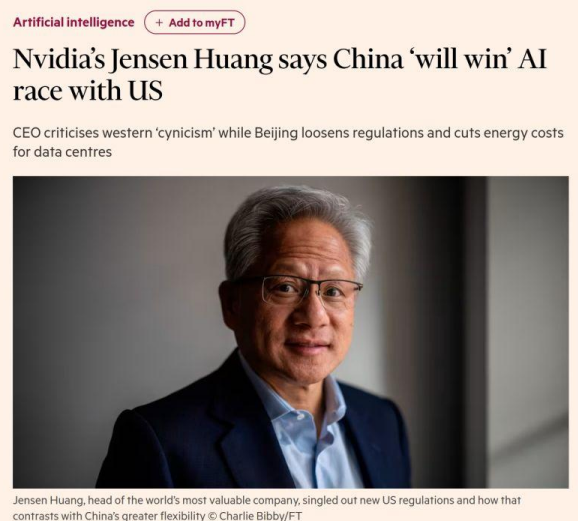 Artificial intelligence + Add to myFT
Nvidia’s Jensen Huang says China ‘will win’ AI
race with US
CEO criticises western ‘cynicism’ while Beijing loosens regulations and cuts energy costs
for data centres
Jensen Huang, head of the world’s most valuable company, singled out new US regulations and how that
contrasts with China’s greater flexibility © Charlie Bibby/FT